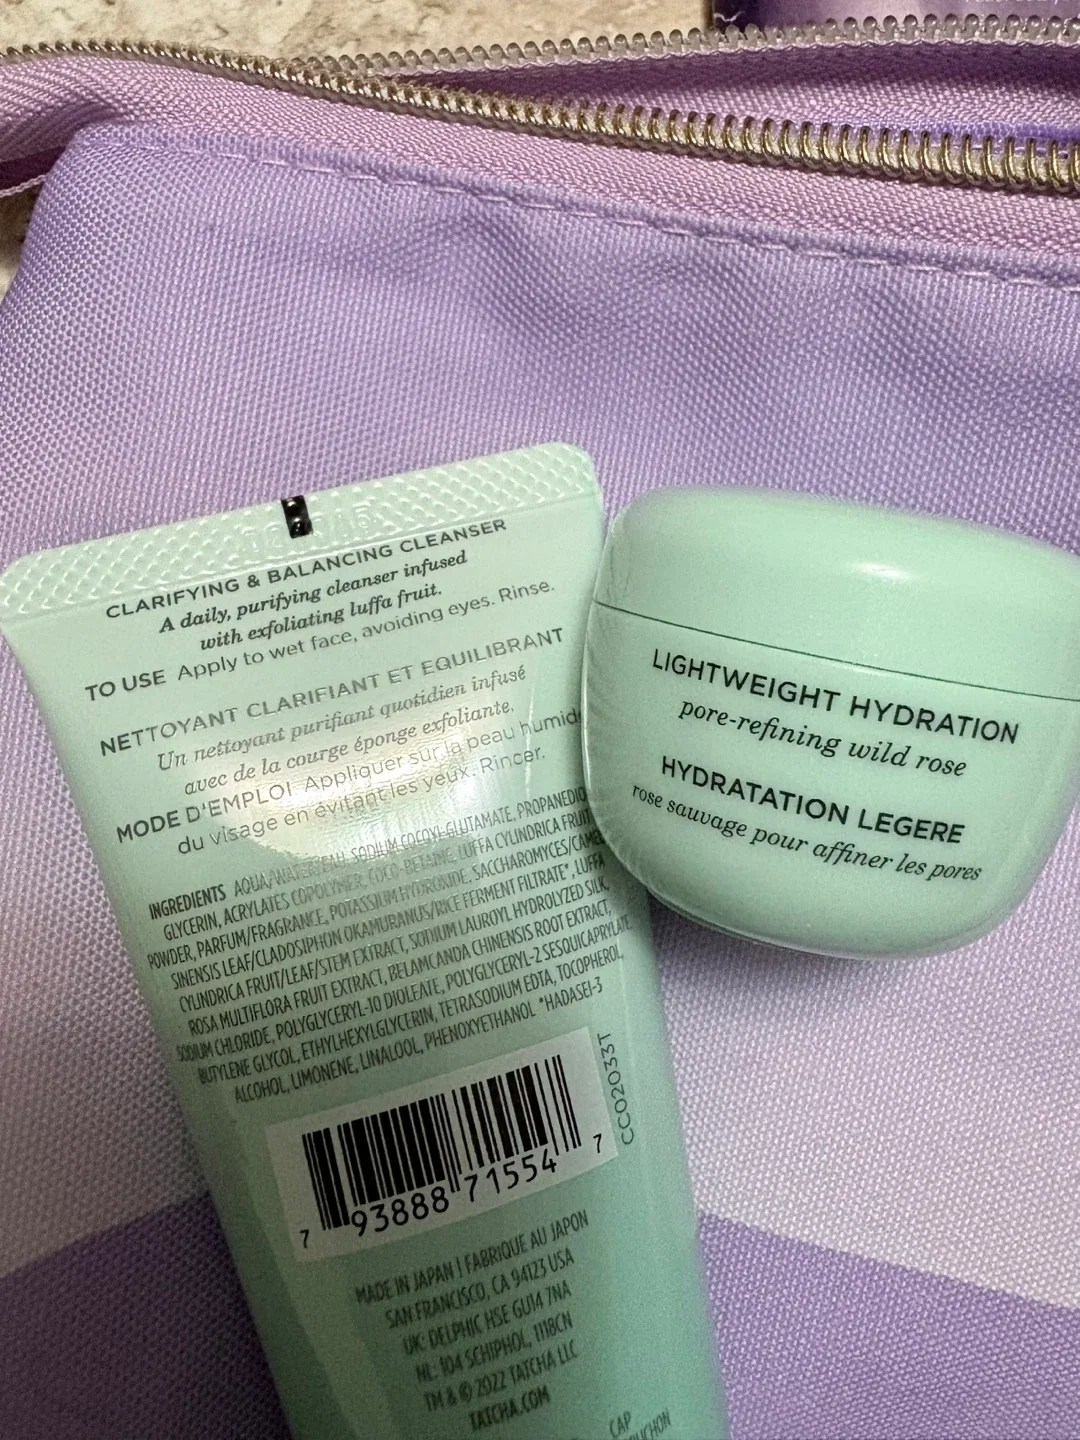 CLARIFYING & BALANCING CLEANSER
A daily, purifying cleanser infused
with exfoliating luffa fruit.
TO USE Apply to wet face, avoiding eyes. Rinse.
NETTOYANT CLARIFIANT ET EQUILIBRANT
Un nettoyant purifiant quotidien infusé
avec de la courge éponge exfoliante.
MODE D'EMPLOI Appliquer sur la peau humide
du visage en évitant les yeux. Rincer.
INGREDIENTS AQUA/WATER/EAU, SODIUM COCOYL GLUTAMATE,
GLYCERIN, ACRYLATES COPOLYMER, COCO-BETAINE, LUFFA CYLINDRICA FRUIT
POWDER, PARFUM/FRAGRANCE, POTASSIUM HYDROXIDE, SACCHAROMYCES/
SINENSIS LEAF/CLADOSIPHON OKAMURANUS/RICE FERMENT FILTRATE*, LUFFA
CYLINDRICA FRUIT/LEAF/STEM EXTRACT, SODIUM LAUROYL HYDROLYZED SILK,
ROSA MULTIFLORA FRUIT EXTRACT, BELAMCANDA CHINENSIS ROOT EXTRACT,
SODIUM CHLORIDE, POLYGLYCERYL-10 DIOLEATE, POLYGLYCERYL-2 SESQUICAPRYLATE
BUTYLENE GLYCOL, ETHYLHEXYLGLYCERIN, TETRASODIUM EDTA, TOCOPHEROL,
ALCOHOL, LIMONENE, LINALOOL, PHENOXYETHANOL *HADASEI-3
CC02033T
7 93888 71554 7
MADE IN JAPAN | FABRIQUE AU JAPON
SAN FRANCISCO, CA 94123 USA
UK: DELPHIC HSE GU14 7NA
NL: 104 SCHIPHOL, 1118CN
TM & © 2022 TATCHA LLC
TATCHA.COM
CAP
LIGHTWEIGHT HYDRATION
pore-refining wild rose
HYDRATATION LEGERE
rose sauvage pour affiner les pores